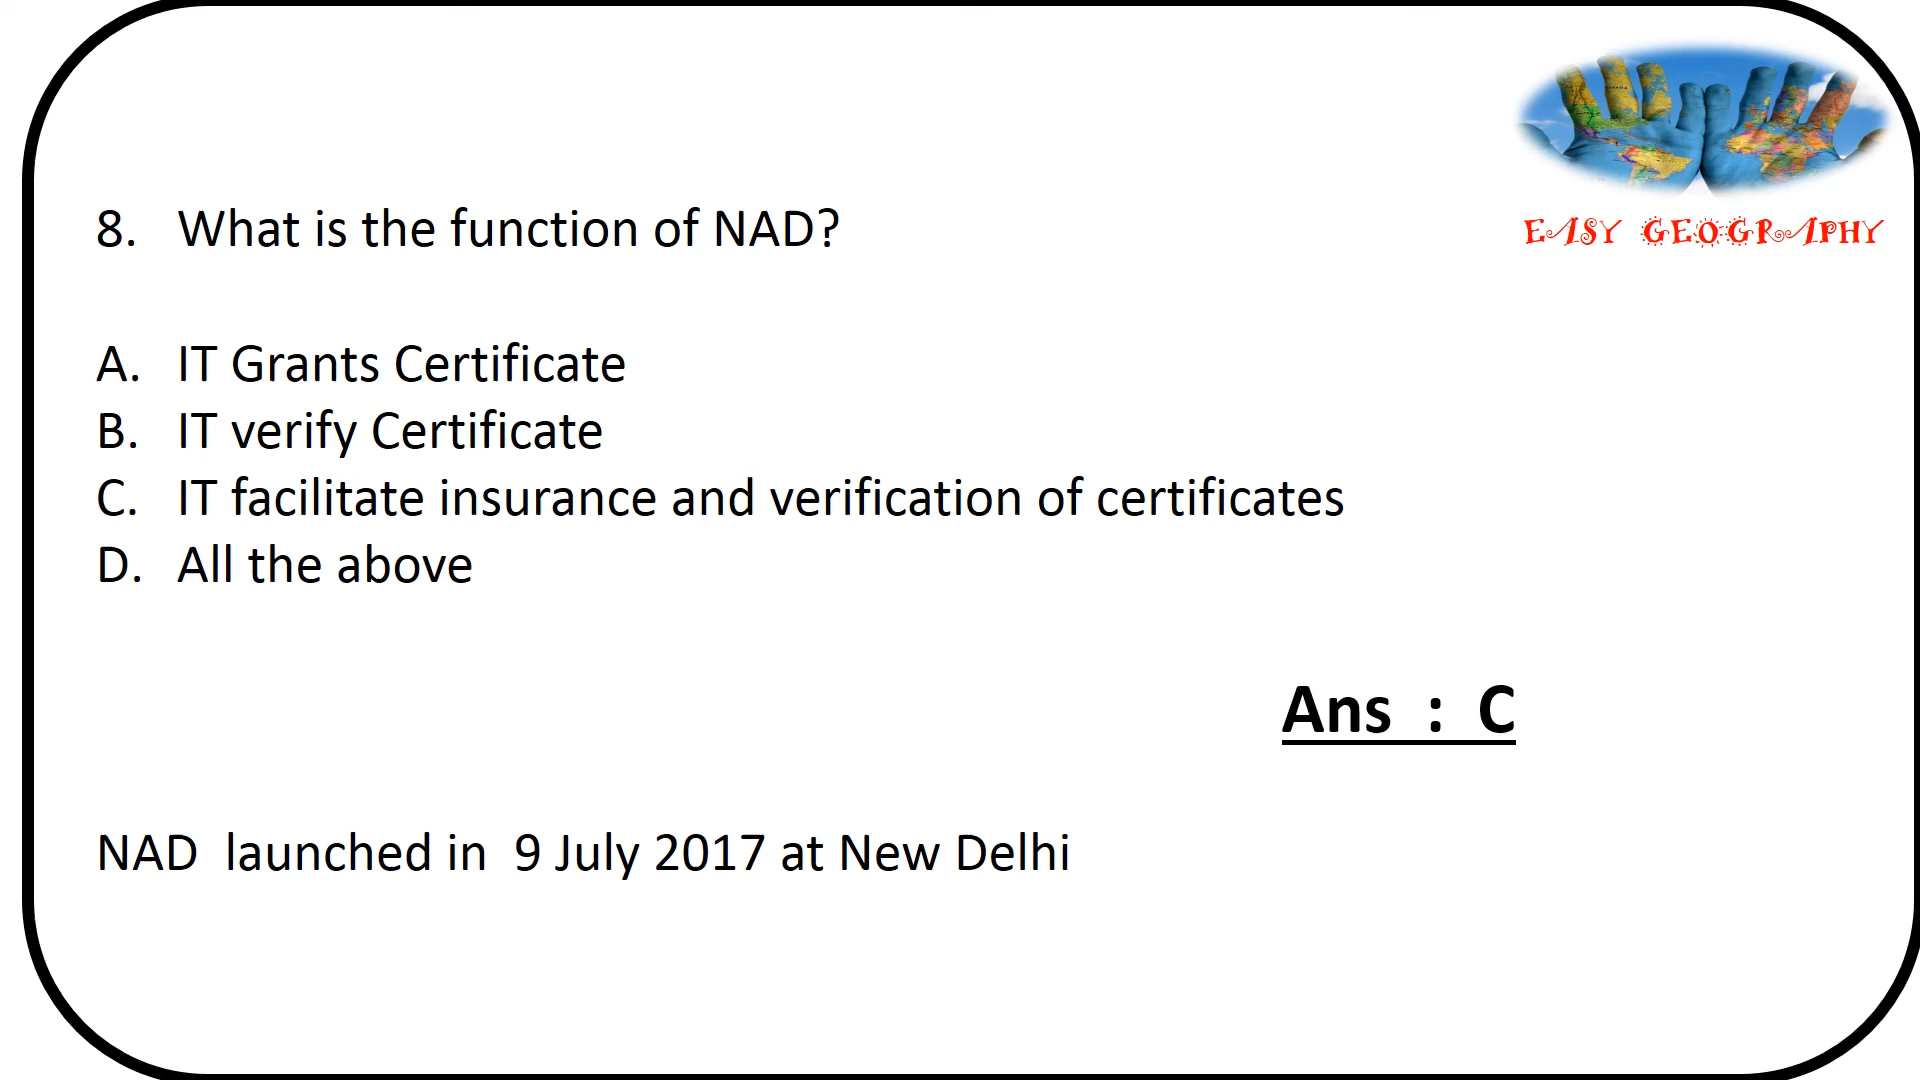 EASY GEOGRAPHY
8. What is the function of NAD?
A. IT Grants Certificate
B. IT verify Certificate
C. IT facilitate insurance and verification of certificates
D. All the above
Ans : C
NAD launched in 9 July 2017 at New Delhi